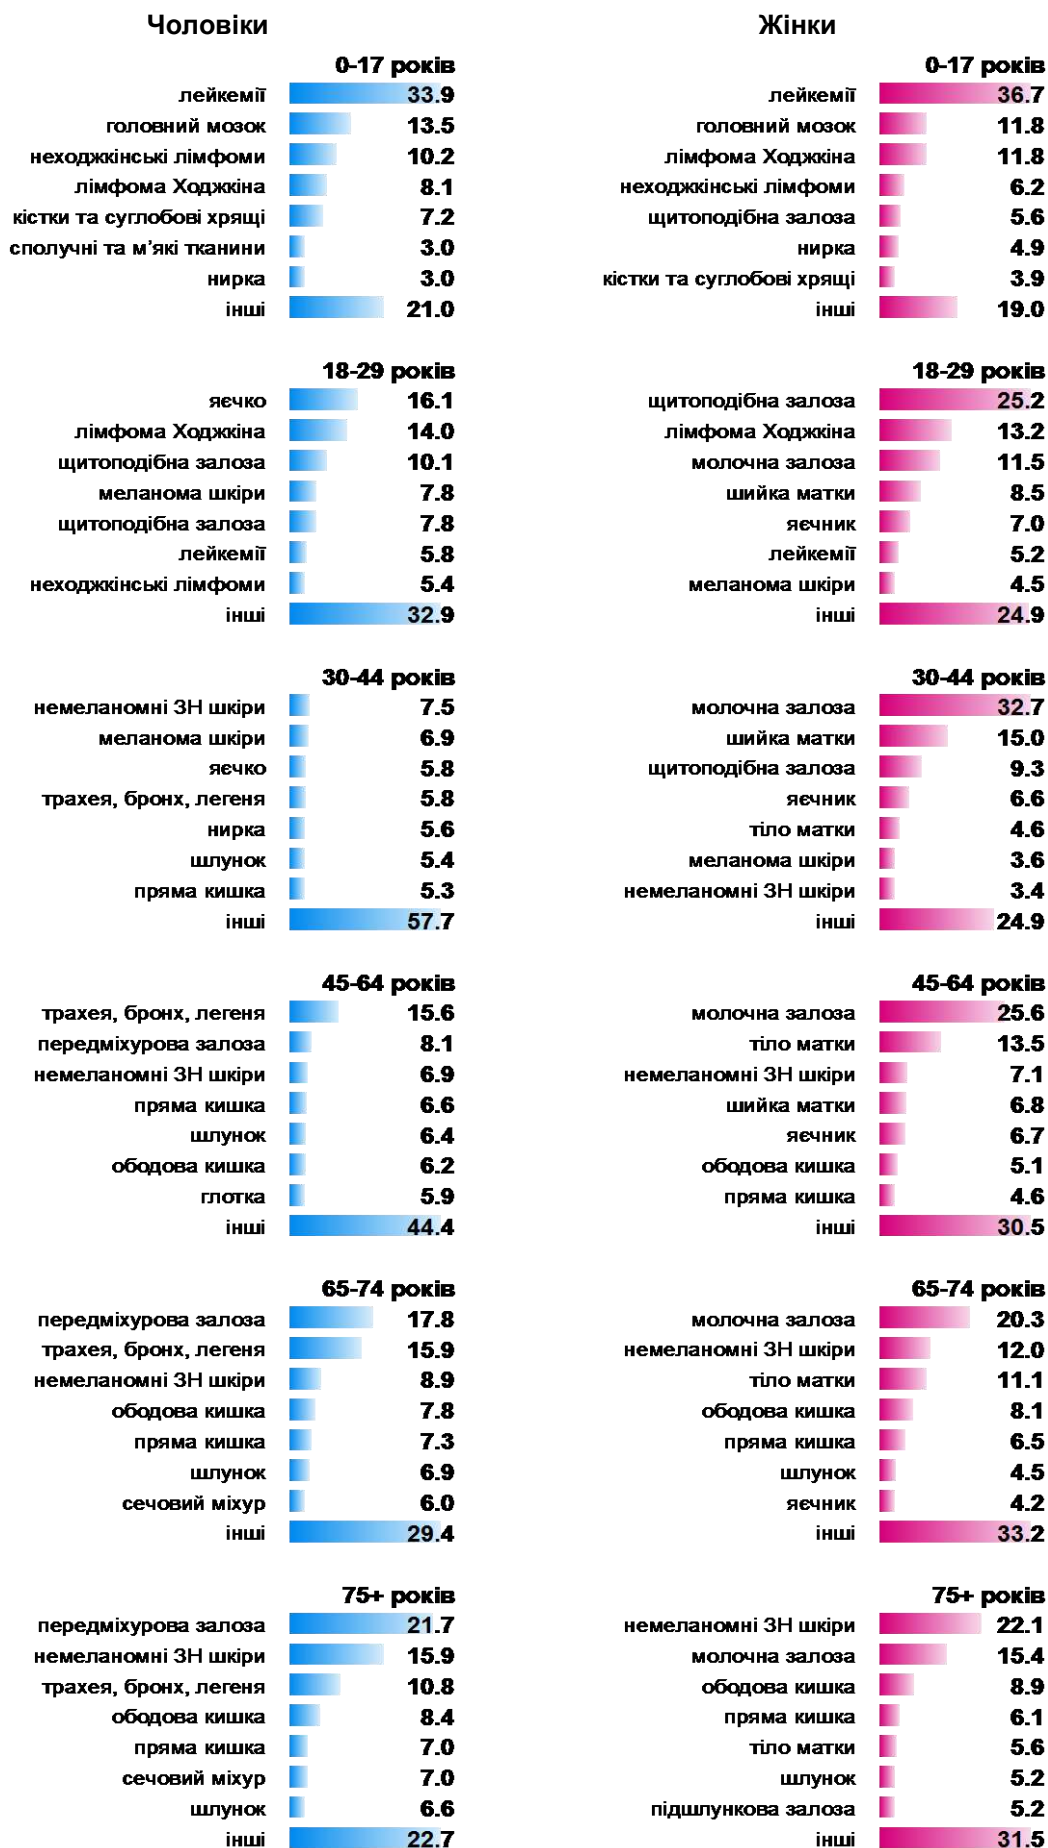 Чоловіки
0-17 років
лейкемії 33.9
головний мозок 13.5
неходжкінські лімфоми 10.2
лімфома Ходжкіна 8.1
кістки та суглобові хрящі 7.2
сполучні та м’які тканини 3.0
нирка 3.0
інші 21.0
18-29 років
яєчко 16.1
лімфома Ходжкіна 14.0
щитоподібна залоза 10.1
меланома шкіри 7.8
щитоподібна залоза 7.8
лейкемії 5.8
неходжкінські лімфоми 5.4
інші 32.9
30-44 років
немеланомні ЗН шкіри 7.5
меланома шкіри 6.9
яєчко 5.8
трахея, бронх, легеня 5.8
нирка 5.6
шлунок 5.4
пряма кишка 5.3
інші 57.7
45-64 років
трахея, бронх, легеня 15.6
передміхурова залоза 8.1
немеланомні ЗН шкіри 6.9
пряма кишка 6.6
шлунок 6.4
ободова кишка 6.2
глотка 5.9
інші 44.4
65-74 років
передміхурова залоза 17.8
трахея, бронх, легеня 15.9
немеланомні ЗН шкіри 8.9
ободова кишка 7.8
пряма кишка 7.3
шлунок 6.9
сечовий міхур 6.0
інші 29.4
75+ років
передміхурова залоза 21.7
немеланомні ЗН шкіри 15.9
трахея, бронх, легеня 10.8
ободова кишка 8.4
пряма кишка 7.0
сечовий міхур 7.0
шлунок 6.6
інші 22.7
Жінки
0-17 років
лейкемії 36.7
головний мозок 11.8
лімфома Ходжкіна 11.8
неходжкінські лімфоми 6.2
щитоподібна залоза 5.6
нирка 4.9
кістки та суглобові хрящі 3.9
інші 19.0
18-29 років
щитоподібна залоза 25.2
лімфома Ходжкіна 13.2
молочна залоза 11.5
шийка матки 8.5
яєчник 7.0
лейкемії 5.2
меланома шкіри 4.5
інші 24.9
30-44 років
молочна залоза 32.7
шийка матки 15.0
щитоподібна залоза 9.3
яєчник 6.6
тіло матки 4.6
меланома шкіри 3.6
немеланомні ЗН шкіри 3.4
інші 24.9
45-64 років
молочна залоза 25.6
тіло матки 13.5
немеланомні ЗН шкіри 7.1
шийка матки 6.8
яєчник 6.7
ободова кишка 5.1
пряма кишка 4.6
інші 30.5
65-74 років
молочна залоза 20.3
немеланомні ЗН шкіри 12.0
тіло матки 11.1
ободова кишка 8.1
пряма кишка 6.5
шлунок 4.5
яєчник 4.2
інші 33.2
75+ років
немеланомні ЗН шкіри 22.1
молочна залоза 15.4
ободова кишка 8.9
пряма кишка 6.1
тіло матки 5.6
шлунок 5.2
підшлункова залоза 5.2
інші 31.5